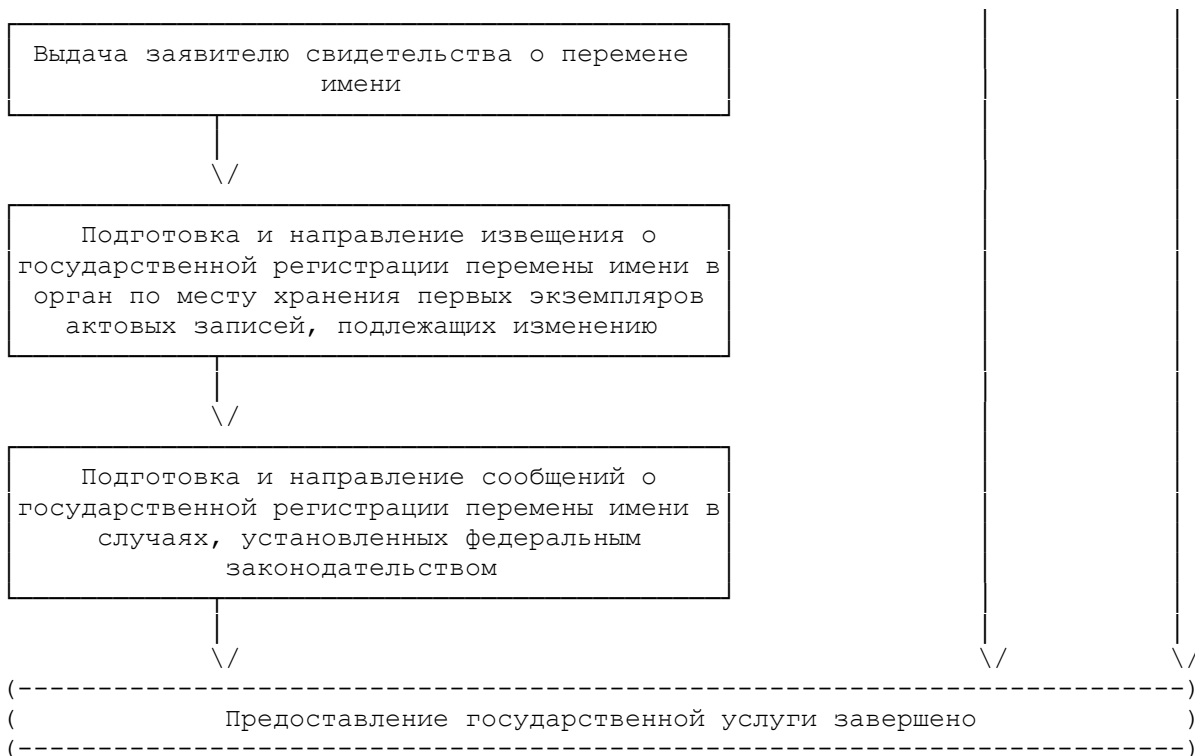 Выдача заявителю свидетельства о перемене
имени
Подготовка и направление извещения о
государственной регистрации перемены имени в
орган по месту хранения первых экземпляров
актовых записей, подлежащих изменению
Подготовка и направление сообщений о
государственной регистрации перемены имени в
случаях, установленных федеральным
законодательством
Предоставление государственной услуги завершено